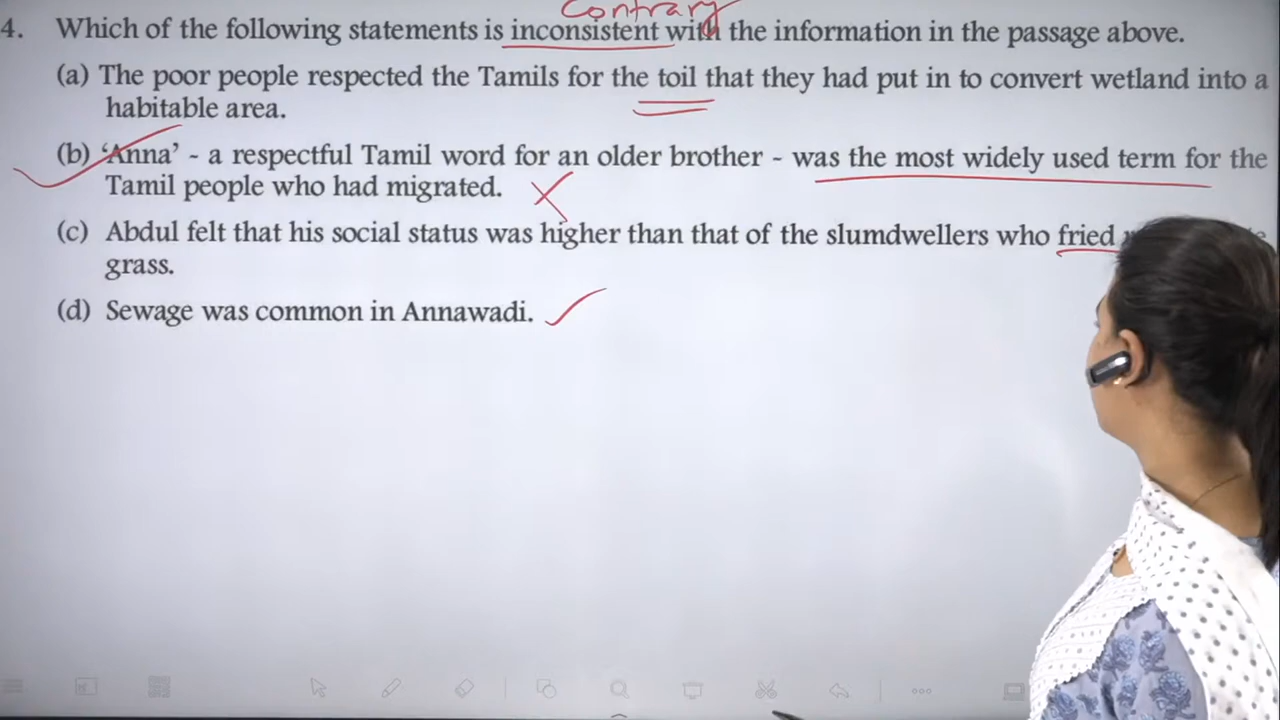 Contrary
4. Which of the following statements is inconsistent with the information in the passage above.
(a) The poor people respected the Tamils for the toil that they had put in to convert wetland into a
habitable area.
(b) ‘Anna’ - a respectful Tamil word for an older brother - was the most widely used term for the
Tamil people who had migrated.
(c) Abdul felt that his social status was higher than that of the slumdwellers who fried
grass.
(d) Sewage was common in Annawadi.